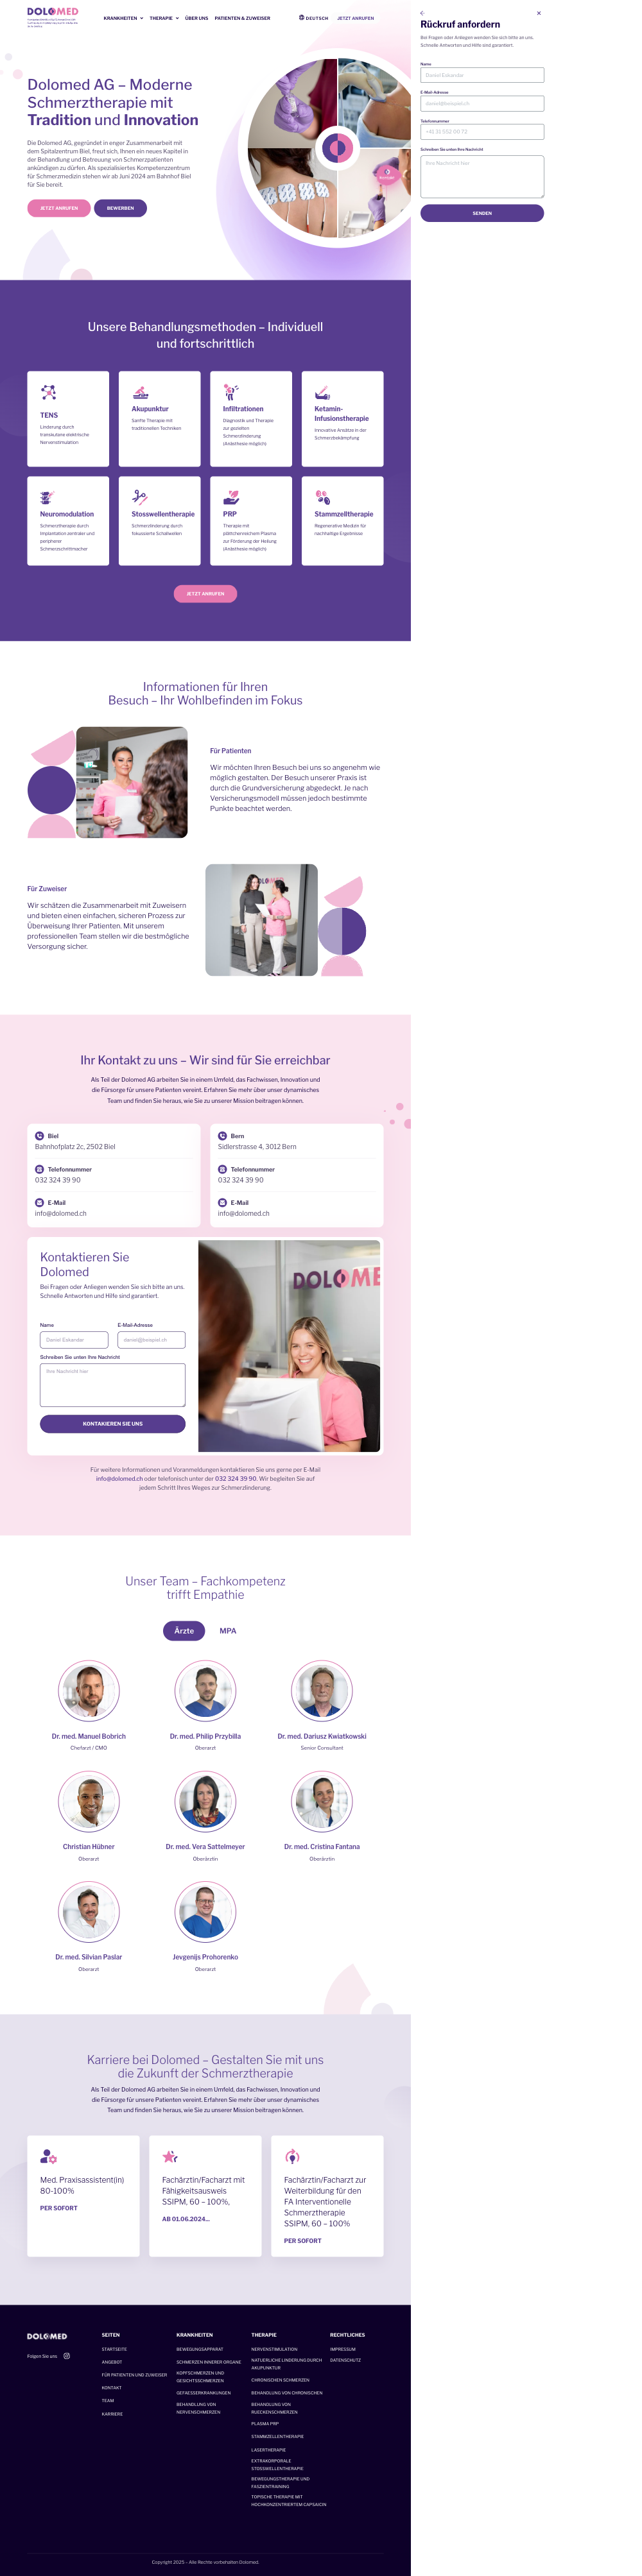 DOLOMED
KRANKHEITEN
THERAPIE
ÜBER UNS
PATIENTEN & ZUWEISER
DEUTSCH
JETZT ANRUFEN
Dolomed AG – Moderne
Schmerztherapie mit
Tradition und Innovation
Die Dolomed AG, gegründet in enger Zusammenarbeit mit
dem Spitalzentrum Biel, freut sich, Ihnen ein neues Kapitel in
der Behandlung und Betreuung von Schmerzpatienten
ankündigen zu dürfen. Als spezialisiertes Kompetenzzentrum
für Schmerzmedizin stehen wir ab Juni 2024 am Bahnhof Biel
für Sie bereit.
JETZT ANRUFEN
BEWERBEN
Rückruf anfordern
Bei Fragen oder Anliegen wenden Sie sich bitte an uns.
Schnelle Antworten und Hilfe sind garantiert.
Name
Daniel Eskandar
E-Mail-Adresse
daniel@beispeil.ch
Telefonnummer
+41 31 552 00 72
Schreiben Sie unten Ihre Nachricht
Ihre Nachricht hier
SENDEN
Unsere Behandlungsmethoden – Individuell
und fortschrittlich
TENS
Linderung durch
transkutane elektrische
Nervenstimulation
Akupunktur
Sanfte Therapie mit
traditionellen Techniken
Infiltrationen
Diagnostik und Therapie
zur gezielten
Schmerzlinderung
(Anästhesie möglich)
Ketamin-
Infusionstherapie
Innovative Ansätze in der
Schmerzbekämpfung
Neuromodulation
Schmerztherapie durch
Implantation zentraler und
peripherer
Schmerzschrittmacher
Stosswellentherapie
Schmerzlinderung durch
fokussierte Schallwellen
PRP
Therapie mit
plättchenreichem Plasma
zur Förderung der Heilung
(Anästhesie möglich)
Stammzelltherapie
Regenerative Medizin für
nachhaltige Ergebnisse
JETZT ANRUFEN
Informationen für Ihren
Besuch – Ihr Wohlbefinden im Fokus
Für Patienten
Wir möchten Ihren Besuch bei uns so angenehm wie
möglich gestalten. Der Besuch unserer Praxis ist
durch die Grundversicherung abgedeckt. Je nach
Versicherungsmodell müssen jedoch bestimmte
Punkte beachtet werden.
Für Zuweiser
Wir schätzen die Zusammenarbeit mit Zuweisern
und bieten einen einfachen, sicheren Prozess zur
Überweisung Ihrer Patienten. Mit unserem
professionellen Team stellen wir die bestmögliche
Versorgung sicher.
Ihr Kontakt zu uns – Wir sind für Sie erreichbar
Als Teil der Dolomed AG arbeiten Sie in einem Umfeld, das Fachwissen, Innovation und
die Fürsorge für unsere Patienten vereint. Erfahren Sie mehr über unser dynamisches
Team und finden Sie heraus, wie Sie zu unserer Mission beitragen können.
Biel
Bahnhofplatz 2c, 2502 Biel
Telefonnummer
032 324 39 90
E-Mail
info@dolomed.ch
Bern
Sidlerstrasse 4, 3012 Bern
Telefonnummer
032 324 39 90
E-Mail
info@dolomed.ch
Kontaktieren Sie
Dolomed
Bei Fragen oder Anliegen wenden Sie sich bitte an uns.
Schnelle Antworten und Hilfe sind garantiert.
Name
E-Mail-Adresse
Daniel Eskandar
daniel@beispeil.ch
Schreiben Sie unten Ihre Nachricht
Ihre Nachricht hier
KONTAKIEREN SIE UNS
DOLOME
Für weitere Informationen und Voranmeldungen kontaktieren Sie uns gerne per E-Mail
info@dolomed.ch oder telefonisch unter der 032 324 39 90. Wir begleiten Sie auf
jedem Schritt Ihres Weges zur Schmerzlinderung.
Unser Team – Fachkompetenz
trifft Empathie
Ärzte
MPA
Dr. med. Manuel Bobrich
Chefarzt / CMO
Dr. med. Philip Przybilla
Oberarzt
Dr. med. Dariusz Kwiatkowski
Senior Consultant
Christian Hübner
Oberarzt
Dr. med. Vera Sattelmeyer
Oberärztin
Dr. med. Cristina Fantana
Oberärztin
Dr. med. Silvian Paslar
Oberarzt
Jevgenijs Prohorenko
Oberarzt
Karriere bei Dolomed – Gestalten Sie mit uns
die Zukunft der Schmerztherapie
Als Teil der Dolomed AG arbeiten Sie in einem Umfeld, das Fachwissen, Innovation und
die Fürsorge für unsere Patienten vereint. Erfahren Sie mehr über unser dynamisches
Team und finden Sie heraus, wie Sie zu unserer Mission beitragen können.
Med. Praxisassistent(in)
80-100%
PER SOFORT
Fachärztin/Facharzt mit
Fähigkeitsausweis
SSIPM, 60 – 100%,
AB 01.06.2024...
Fachärztin/Facharzt zur
Weiterbildung für den
FA Interventionelle
Schmerztherapie
SSIPM, 60 – 100%
PER SOFORT
DOLOMED
Folgen Sie uns
SEITEN
STARTSEITE
ANGEBOT
FÜR PATIENTEN UND ZUWEISER
KONTAKT
TEAM
KARRIERE
KRANKHEITEN
BEWEGUNGSAPPARAT
SCHMERZEN INNERER ORGANE
KOPFSCHMERZEN UND
GESICHTSSCHMERZEN
GEFAESSERKRANKUNGEN
BEHANDLUNG VON
NERVENSCHMERZEN
THERAPIE
NERVENSTIMULATION
NATUERLICHE LINDERUNG DURCH
AKUPUNKTUR
CHRONISCHEN SCHMERZEN
BEHANDLUNG VON CHRONISCHEN
BEHANDLUNG VON
RUECKENSCHMERZEN
PLASMA PRP
STAMMZELLENTHERAPIE
LASERTHERAPIE
EXTRAKORPORALE
STOSSWELLENTHERAPIE
BEWEGUNGSTHERAPIE UND
FASZIENTRAINING
TOPISCHE THERAPIE MIT
HOCHKONZENTRIERTEM CAPSAICIN
RECHTLICHES
IMPRESSUM
DATENSCHUTZ
Copyright 2025 - Alle Rechte vorbehalten Dolomed